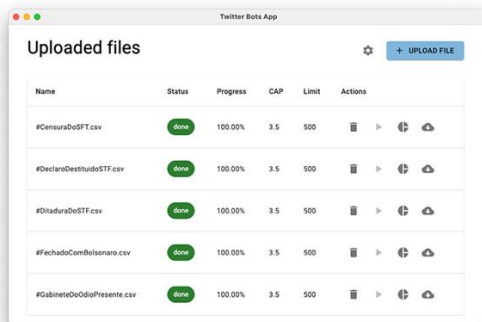 Twitter Bots App
Uploaded files
+ UPLOAD FILE
Name Status Progress CAP Limit Actions
#CensuraDoSFT.csv done 100.00% 3.5 500
#DeclaroDestituidoSTF.csv done 100.00% 3.5 500
#DitaduraDoSTF.csv done 100.00% 3.5 500
#FechadoComBolsonaro.csv done 100.00% 3.5 500
#GabineteDoOdioPresente.csv done 100.00% 3.5 500